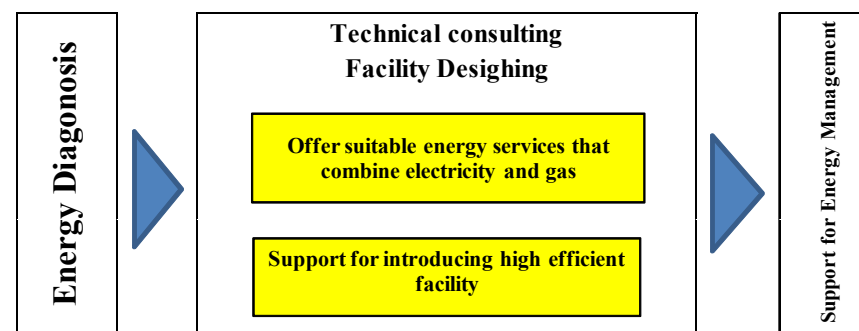 Energy Diagonosis
Technical consulting
Facility Desighing
Offer suitable energy services that
combine electricity and gas
Support for introducing high efficient
facility
Support for Energy Management